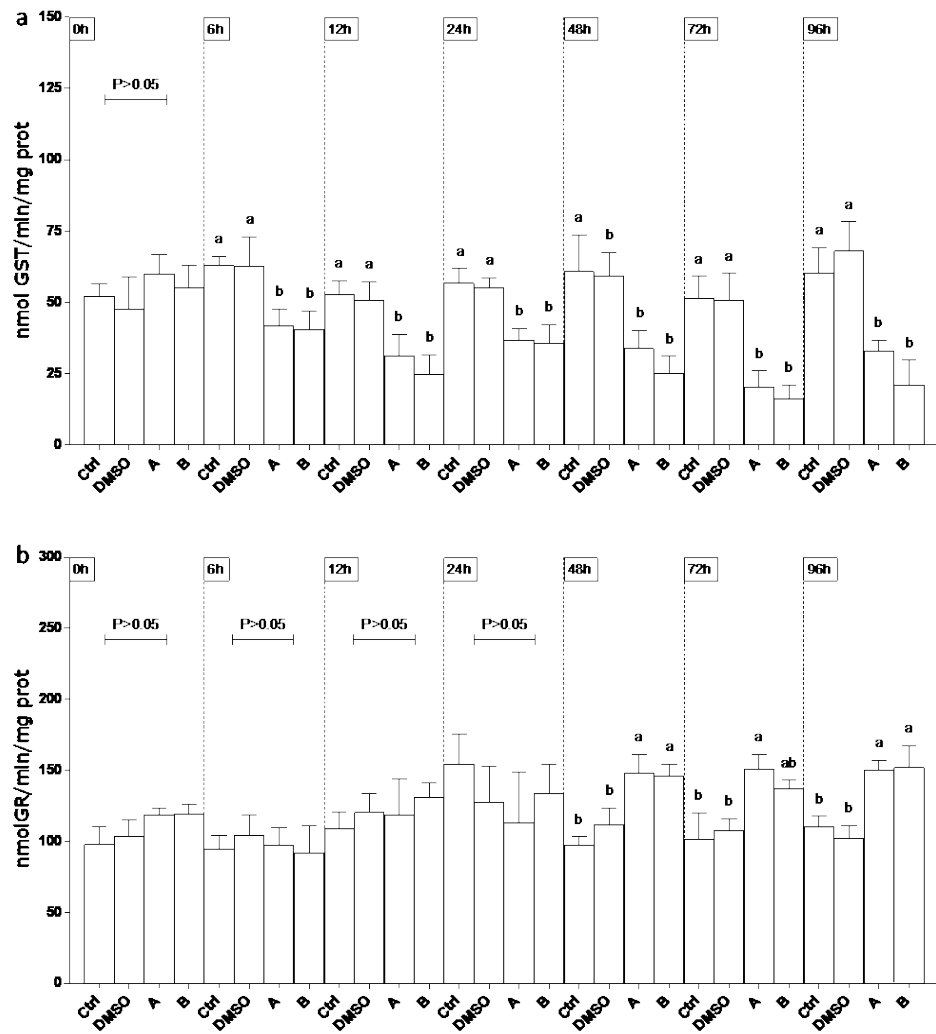 a
150
125
100
75
50
25
0
nmol GST/min/mg prot
0h 6h 12h 24h 48h 72h 96h
P>0.05
a a b b
a a b b
a a b b
a b b b
a a b b
a a b b
Ctrl DMSO A B Ctrl DMSO A B Ctrl DMSO A B Ctrl DMSO A B Ctrl DMSO A B Ctrl DMSO A B Ctrl DMSO A B
b
300
250
200
150
100
50
0
nmolGR/min/mg prot
0h 6h 12h 24h 48h 72h 96h
P>0.05 P>0.05 P>0.05 P>0.05
b b a a
b b a ab
b b a a
Ctrl DMSO A B Ctrl DMSO A B Ctrl DMSO A B Ctrl DMSO A B Ctrl DMSO A B Ctrl DMSO A B Ctrl DMSO A B